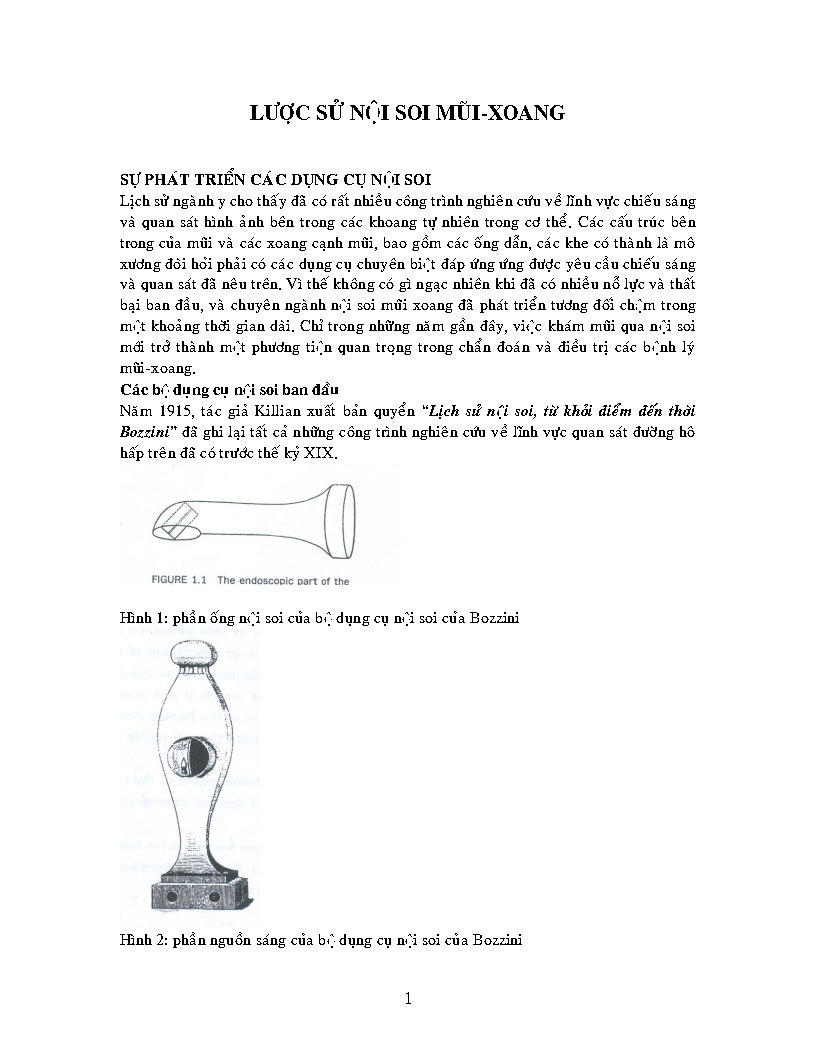 LƯỢC SỬ NỘI SOI MŨI-XOANG
SỰ PHÁT TRIỂN CÁC DỤNG CỤ NỘI SOI
Lịch sử ngành y cho thấy đã có rất nhiều công trình nghiên cứu về lĩnh vực chiếu sáng
và quan sát hình ảnh bên trong các khoang tự nhiên trong cơ thể. Các cấu trúc bên
trong của mũi và các xoang cạnh mũi, bao gồm các ống dẫn, các khe có thành là mô
xương đòi hỏi phải có các dụng cụ chuyên biệt đáp ứng ứng được yêu cầu chiếu sáng
và quan sát đã nêu trên. Vì thế không có gì ngạc nhiên khi đã có nhiều nỗ lực và thất
bại ban đầu, và chuyên ngành nội soi mũi xoang đã phát triển tương đối chậm trong
một khoảng thời gian dài. Chỉ trong những năm gần đây, việc khám mũi qua nội soi
mới trở thành một phương tiện quan trọng trong chẩn đoán và điều trị các bệnh lý
mũi-xoang.
Các bộ dụng cụ nội soi ban đầu
Năm 1915, tác giả Killian xuất bản quyển “Lịch sử nội soi, từ khởi điểm đến thời
Bozzini” đã ghi lại tất cả những công trình nghiên cứu về lĩnh vực quan sát đường hô
hấp trên đã có trước thế kỷ XIX.
FIGURE 1.1 The endoscopic part of the
Hình 1: phần ống nội soi của bộ dụng cụ nội soi của Bozzini
Hình 2: phần nguồn sáng của bộ dụng cụ nội soi của Bozzini
1